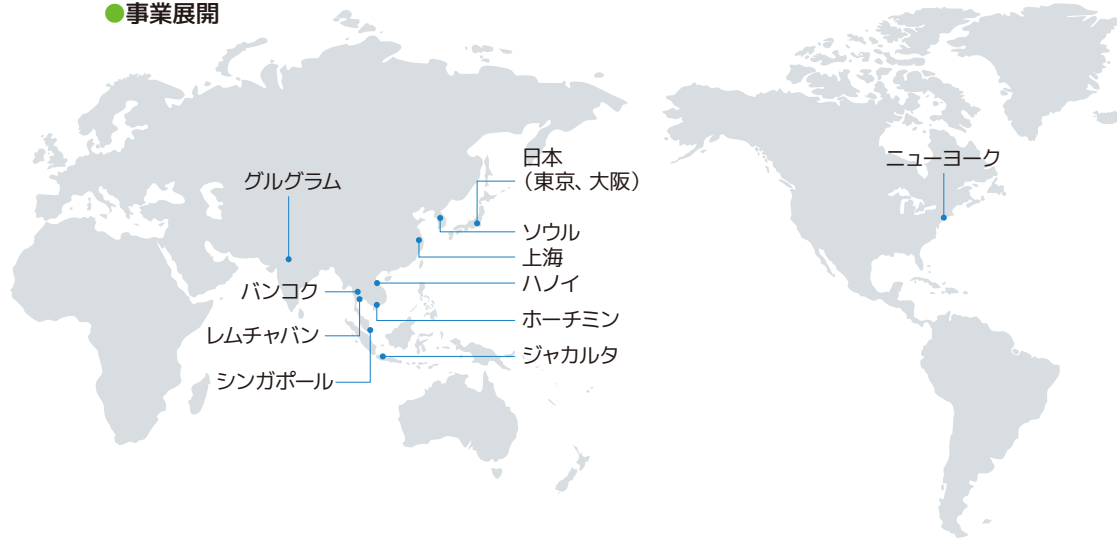 ●事業展開
グルグラム
日本
（東京、大阪）
ソウル
上海
ハノイ
ホーチミン
ジャカルタ
バンコク
レムチャバン
シンガポール
ニューヨーク